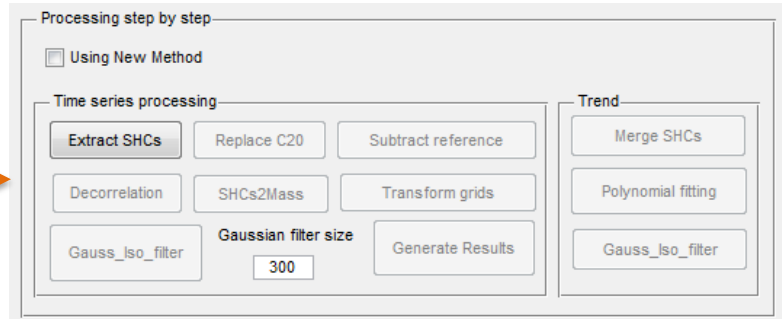 Processing step by step
Using New Method
Time series processing
Extract SHCs
Replace C20
Subtract reference
Decorrelation
SHCs2Mass
Transform grids
Gauss_Iso_filter
Gaussian filter size
300
Generate Results
Trend
Merge SHCs
Polynomial fitting
Gauss_Iso_filter